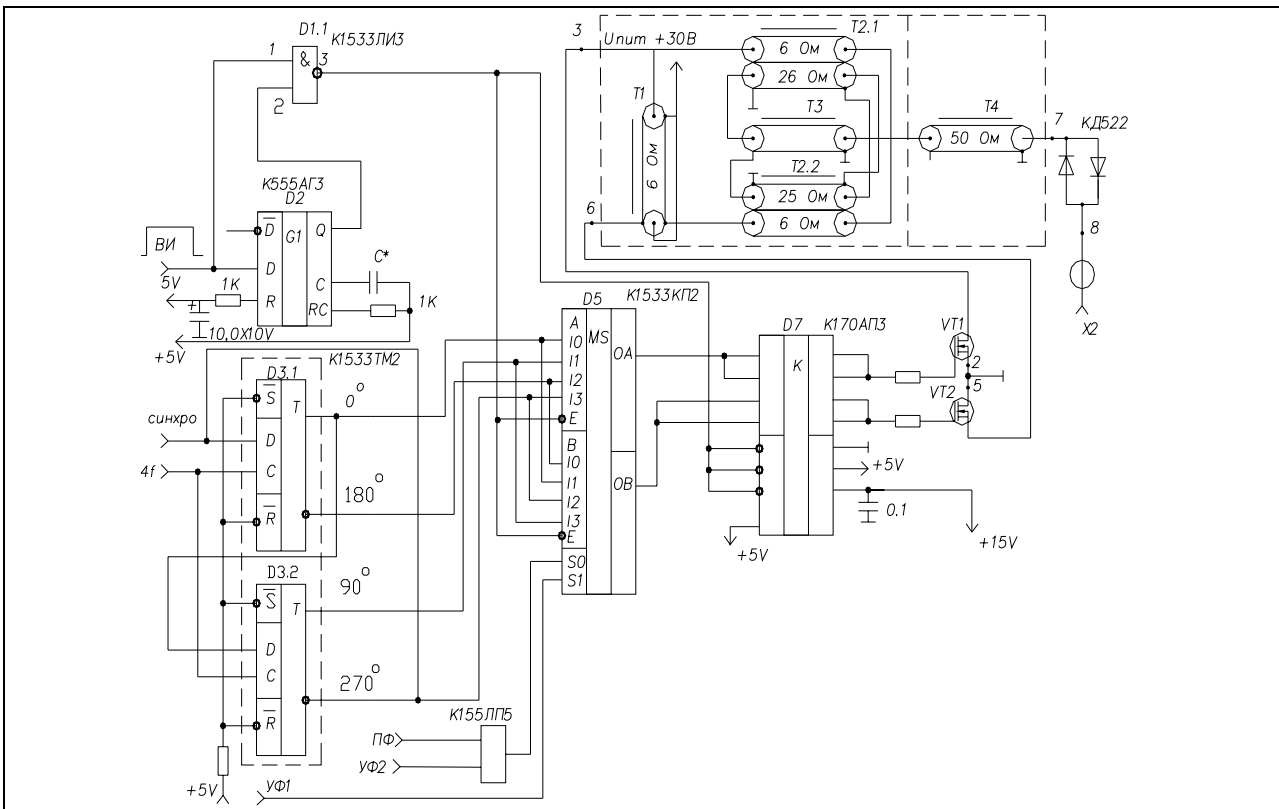 D1.1
К1533ЛИ3
1
&
3
2
К555АГ3
D2
ВИ
D
G1
Q
D
C
C*
5V
1К
R
RC
1К
+
10,0X10V
+5V
3
Uпит +30В
T2.1
6 Ом
26 Ом
T1
6 Ом
T3
T2.2
25 Ом
6 Ом
T4
50 Ом
7
КД522
6
8
X2
К1533ТМ2
D3.1
S
T
0°
синхро
D
4f
C
180°
R
D3.2
90°
S
T
D
C
270°
R
+5V
УФ1
ПФ
УФ2
К155ЛП5
D5
К1533КП2
A
MS
I0
OA
I1
I2
I3
E
B
I0
OB
I1
I2
I3
E
S0
S1
D7
К170АП3
K
VT1
2
5
VT2
+5V
0.1
+5V
+15V